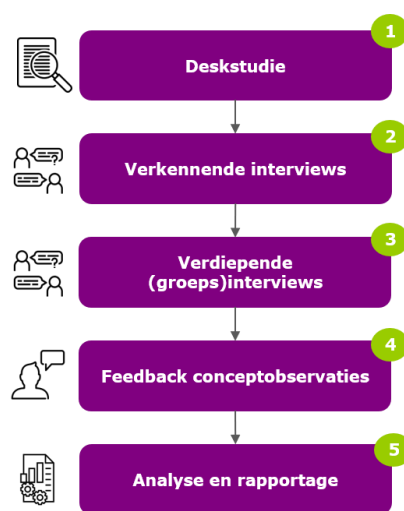 1
Deskstudie
2
Verkennende interviews
3
Verdiepende
(groeps)interviews
4
Feedback conceptobservaties
5
Analyse en rapportage